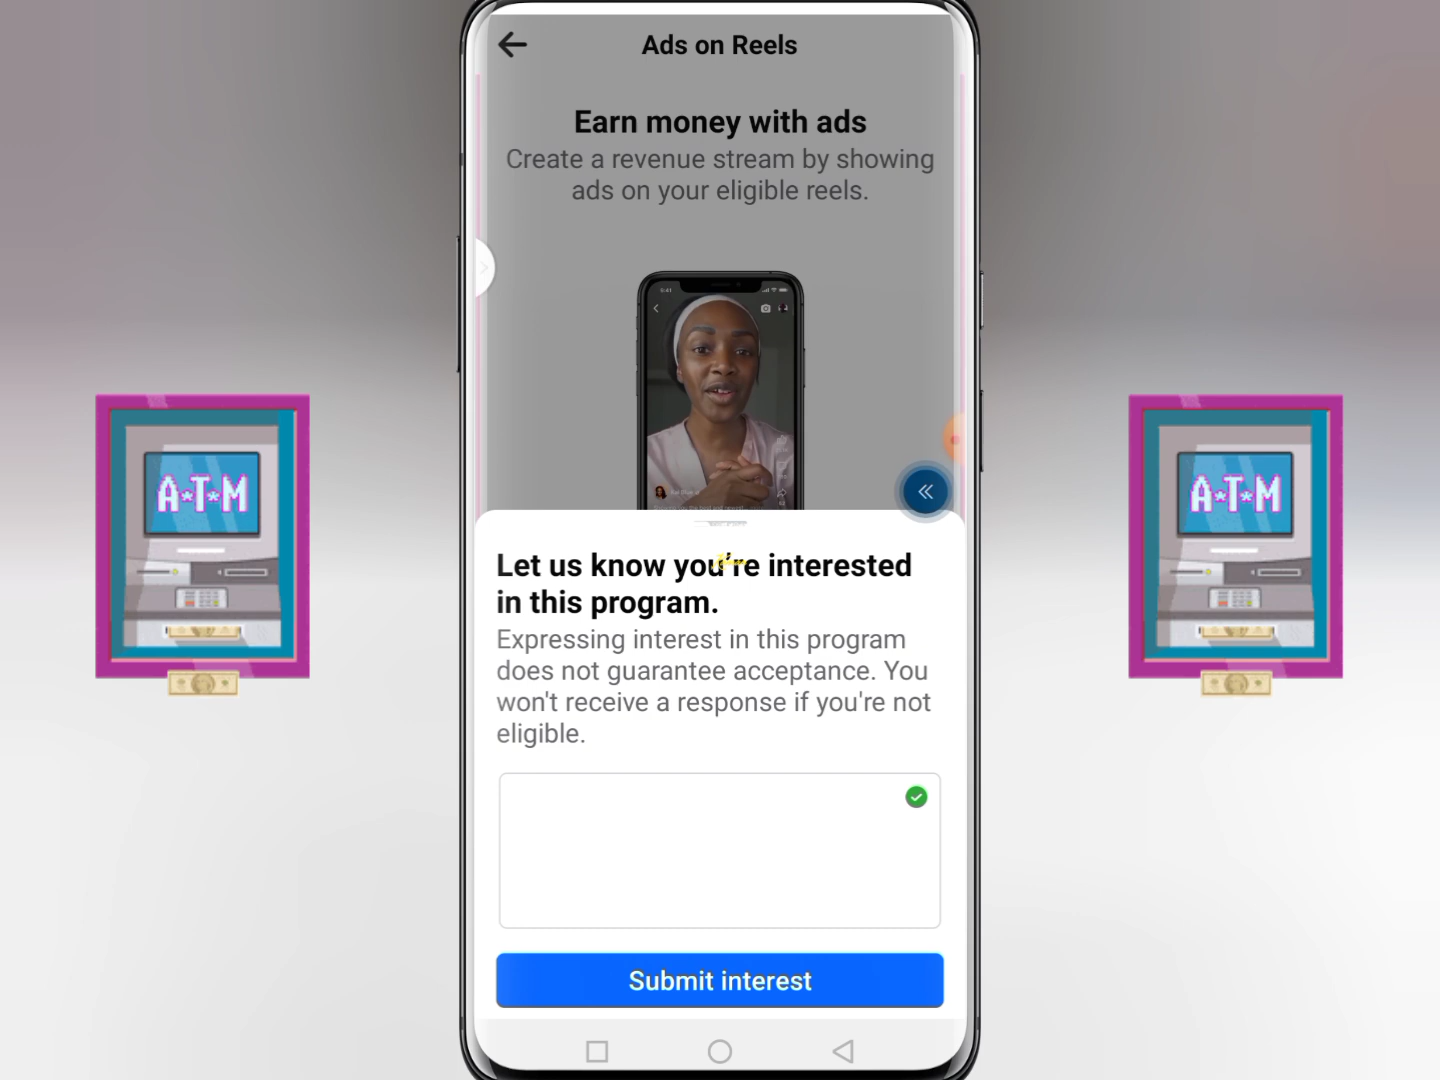 Ads on Reels
Earn money with ads
Create a revenue stream by showing
ads on your eligible reels.
A*T*M
A*T*M
Let us know you're interested
in this program.
Expressing interest in this program
does not guarantee acceptance. You
won't receive a response if you're not
eligible.
Submit interest